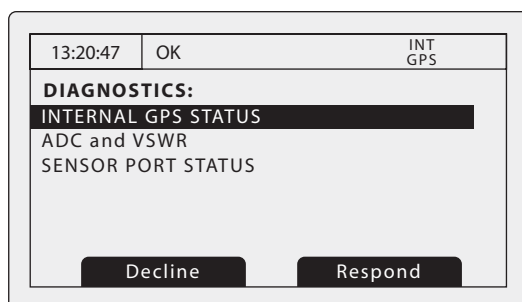 13:20:47 OK INT
GPS
DIAGNOSTICS:
INTERNAL GPS STATUS
ADC and VSWR
SENSOR PORT STATUS
Decline Respond